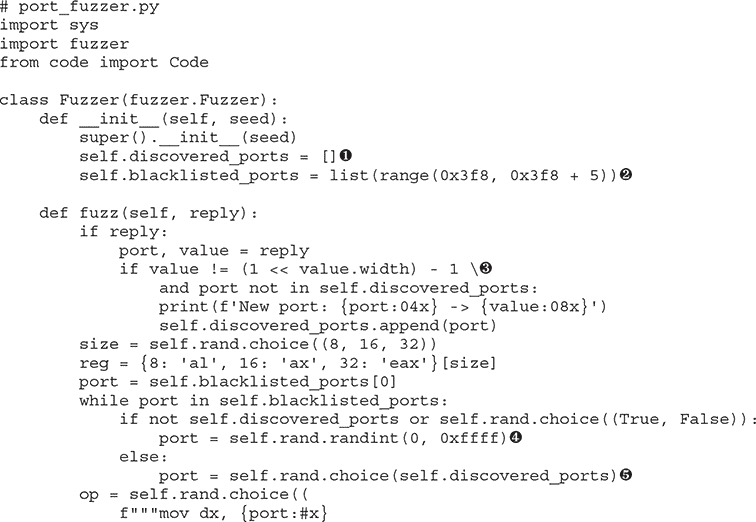 # port_fuzzer.py
import sys
import fuzzer
from code import Code

class Fuzzer(fuzzer.Fuzzer):
    def __init__(self, seed):
        super().__init__(seed)
        self.discovered_ports = []❶
        self.blacklisted_ports = list(range(0x3f8, 0x3f8 + 5))❷

    def fuzz(self, reply):
        if reply:
            port, value = reply
            if value != (1 << value.width) - 1 \❸
                and port not in self.discovered_ports:
                print(f'New port: {port:04x} -> {value:08x}')
                self.discovered_ports.append(port)
        size = self.rand.choice((8, 16, 32))
        reg = {8: 'al', 16: 'ax', 32: 'eax'}[size]
        port = self.blacklisted_ports[0]
        while port in self.blacklisted_ports:
            if not self.discovered_ports or self.rand.choice((True, False)):
                port = self.rand.randint(0, 0xffff)❹
            else:
                port = self.rand.choice(self.discovered_ports)❺
        op = self.rand.choice((
            f"""mov dx, {port:#x}